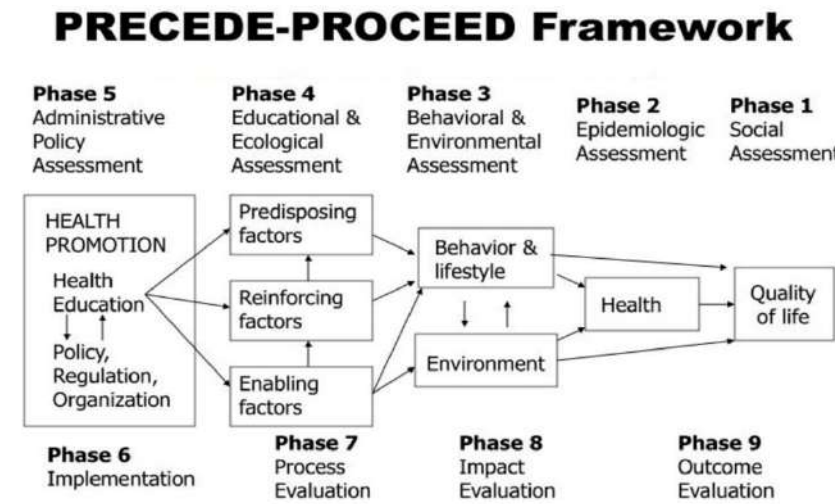 PRECEDE-PROCEED Framework
Phase 5
Administrative
Policy
Assessment
Phase 4
Educational &
Ecological
Assessment
Phase 3
Behavioral &
Environmental
Assessment
Phase 2
Epidemiologic
Assessment
Phase 1
Social
Assessment
HEALTH
PROMOTION
Health
Education
Policy,
Regulation,
Organization
Predisposing
factors
Reinforcing
factors
Enabling
factors
Behavior &
lifestyle
Environment
Health
Quality
of life
Phase 6
Implementation
Phase 7
Process
Evaluation
Phase 8
Impact
Evaluation
Phase 9
Outcome
Evaluation